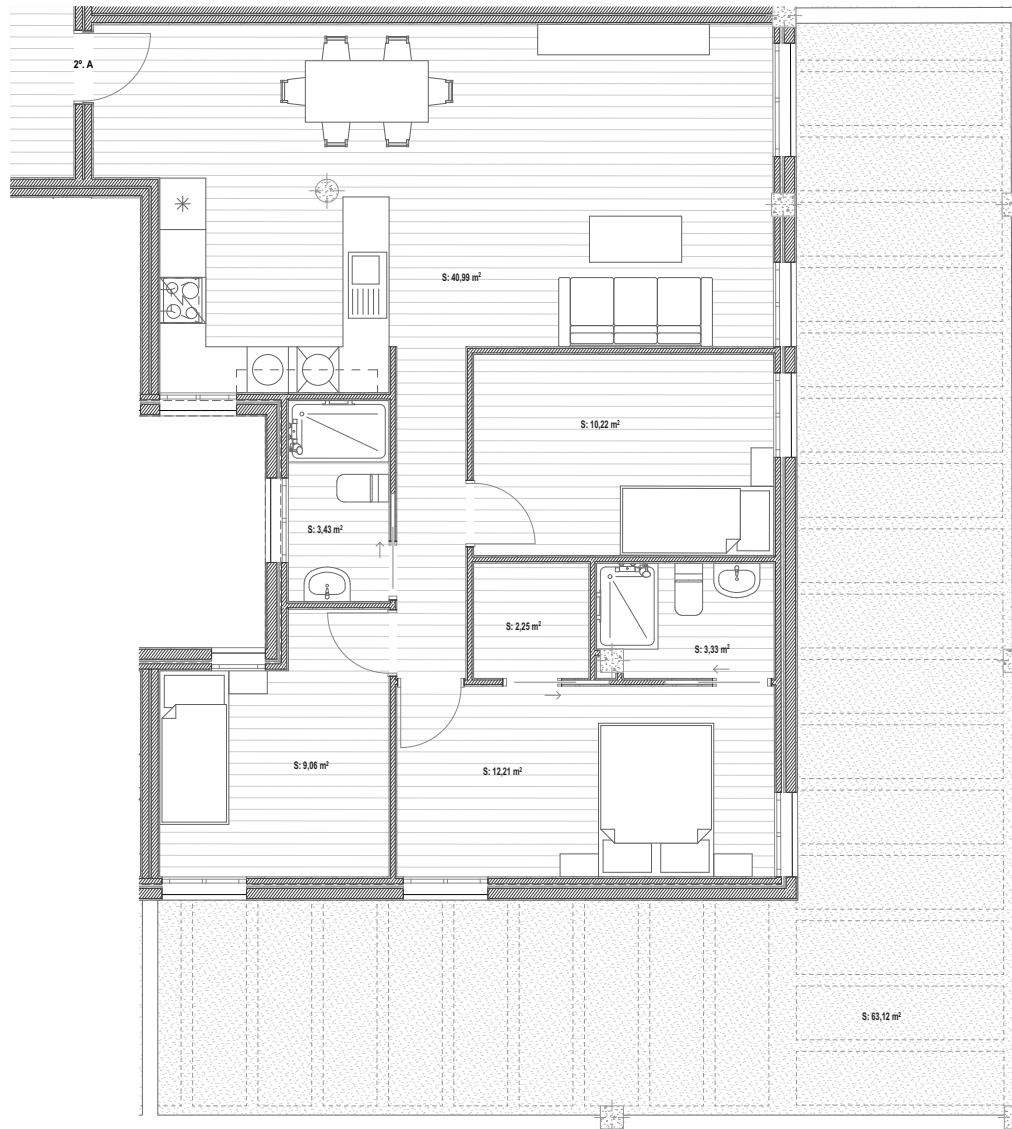 2º. A
S: 40,99 m²
S: 10,22 m²
S: 3,43 m²
S: 2,25 m²
S: 3,33 m²
S: 9,06 m²
S: 12,21 m²
S: 63,12 m²